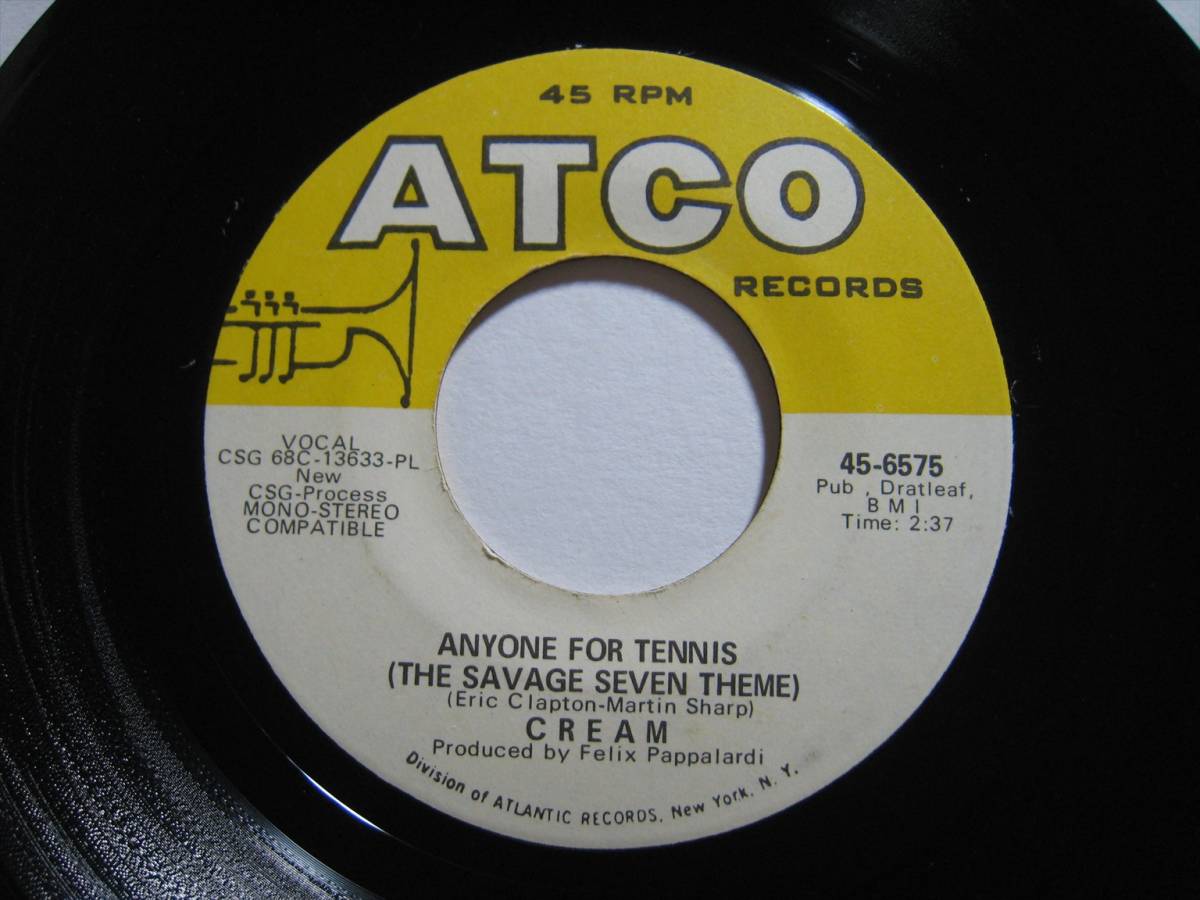 45 RPM
ATCO
RECORDS
VOCAL
CSG 68C-13633-PL
New
CSG-Process
MONO-STEREO
COMPATIBLE
45-6575
Pub , Dratleaf,
B M I
Time: 2:37
ANYONE FOR TENNIS
(THE SAVAGE SEVEN THEME)
(Eric Clapton-Martin Sharp)
CREAM
Produced by Felix Pappalardi
Division of ATLANTIC RECORDS, New York, N. Y.